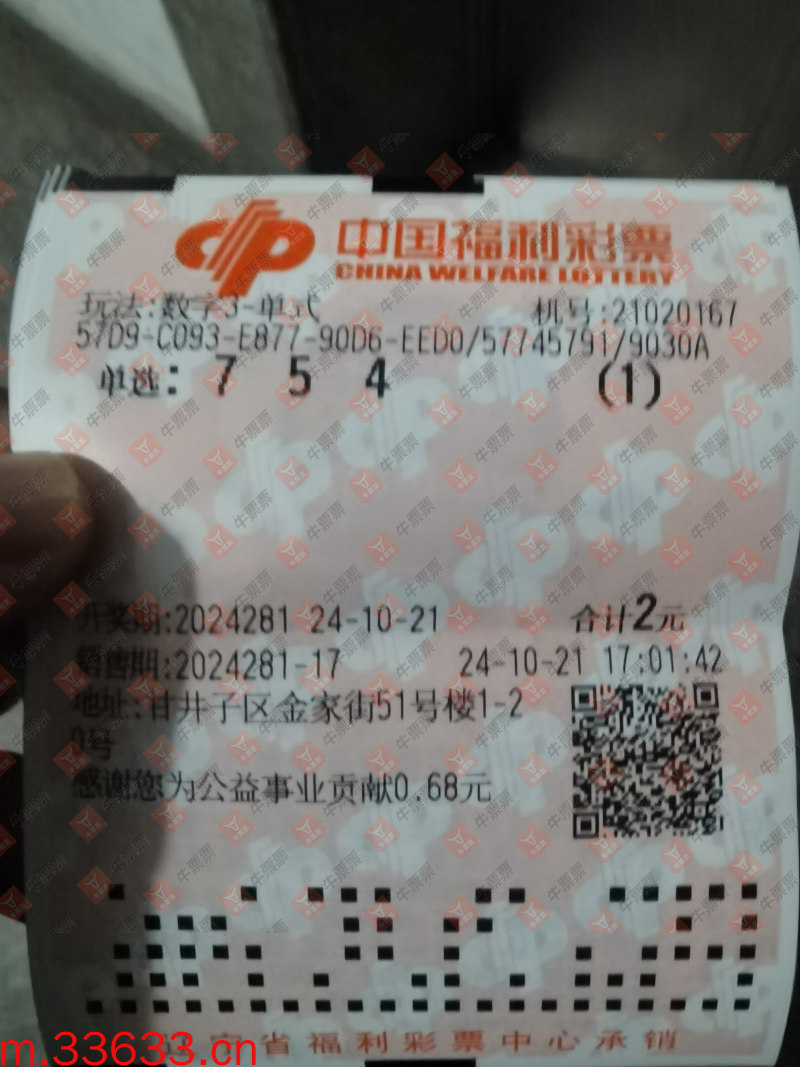 中国福利彩票
CHINA WELFARE LOTTERY
玩法:数字3-单式 机号:21020167
57D9-C093-E877-90D6-EED0/57745791/9030A
单选: 7 5 4 (1)
开奖期:2024281 24-10-21 合计2元
销售期:2024281-17 24-10-21 17:01:42
地址:甘井子区金家街51号楼1-2
0号
感谢您为公益事业贡献0.68元
省福利彩票中心承销
m.33633.cn
牛票票